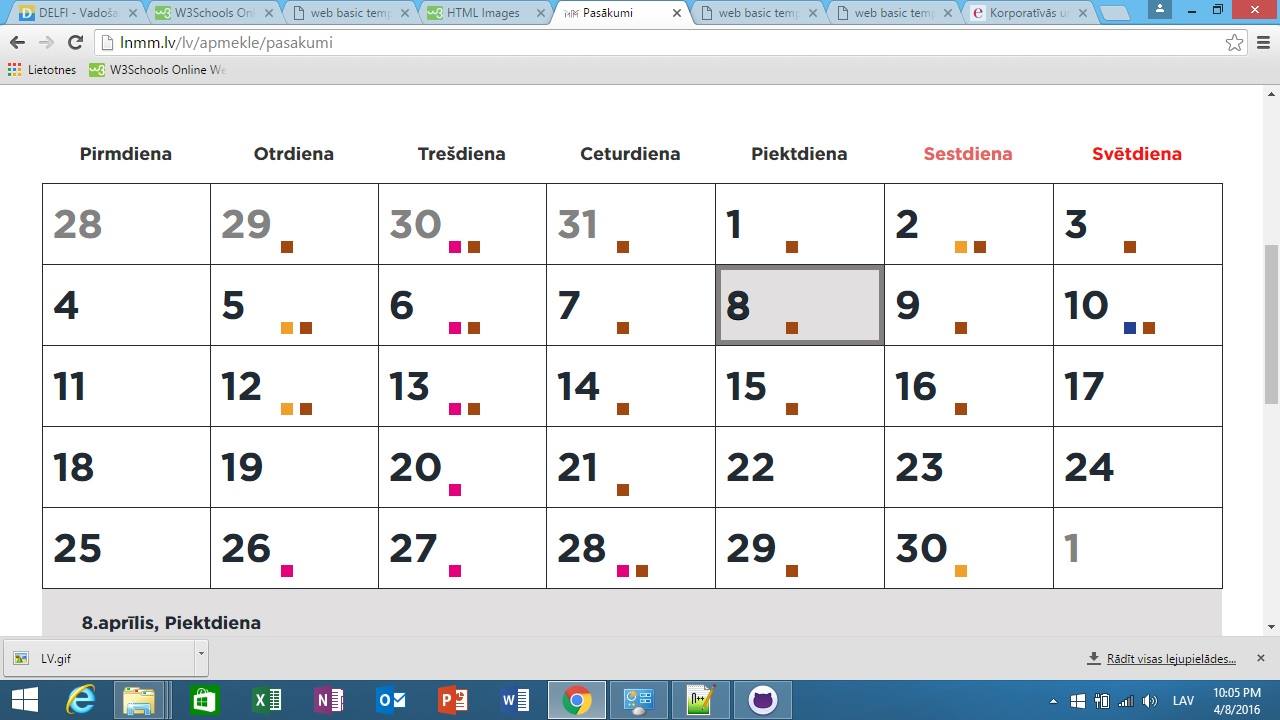 DELFI - Vadoša
W3Schools Onl
web basic temp
HTML Images
Pasākumi
web basic temp
web basic temp
Korporatīvās u
lnmm.lv/lv/apmekle/pasakumi
Lietotnes W3Schools Online We
Pirmdiena Otrdiena Trešdiena Ceturdiena Piektdiena Sestdiena Svētdiena
28 29 30 31 1 2 3
4 5 6 7 8 9 10
11 12 13 14 15 16 17
18 19 20 21 22 23 24
25 26 27 28 29 30 1
8.aprīlis, Piektdiena
LV.gif
Rādīt visas lejupielādes...
LAV
10:05 PM
4/8/2016